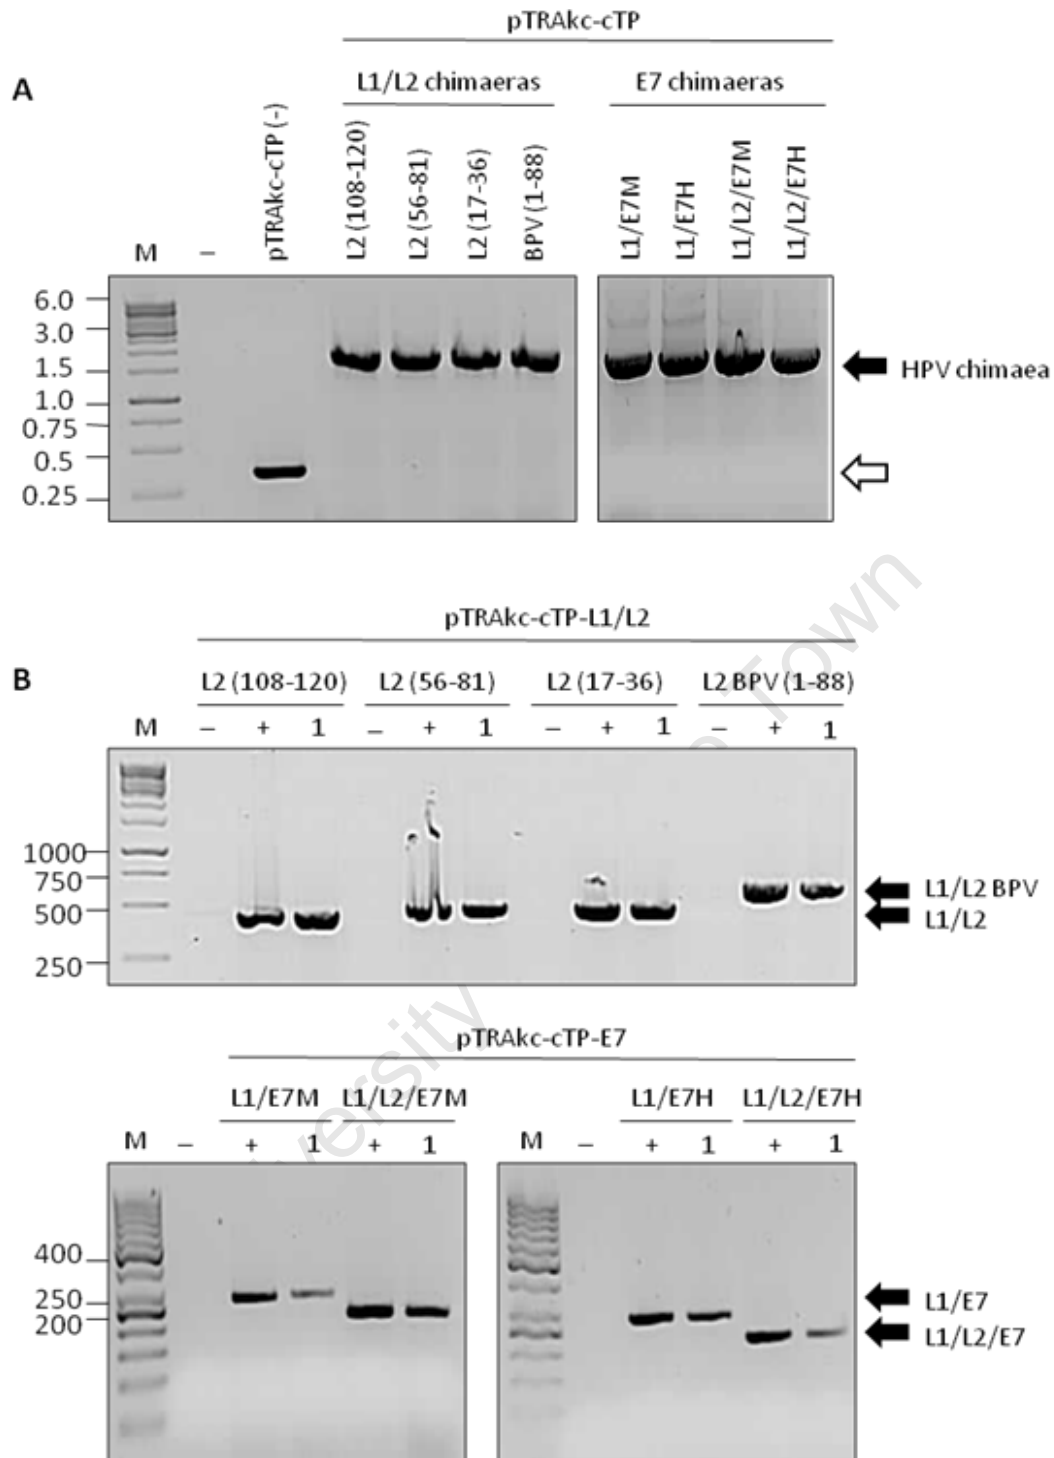 pTRAkc-cTP
A
L1/L2 chimaeras
E7 chimaeras
M
–
pTRAkc-cTP (-)
L2 (108-120)
L2 (56-81)
L2 (17-36)
BPV (1-88)
L1/E7M
L1/E7H
L1/L2/E7M
L1/L2/E7H
6.0
3.0
1.5
1.0
0.75
0.5
0.25
HPV chimaea
pTRAkc-cTP-L1/L2
B
L2 (108-120) L2 (56-81) L2 (17-36) L2 BPV (1-88)
M – + 1 – + 1 – + 1 – + 1
1000
750
500
250
L1/L2 BPV
L1/L2
pTRAkc-cTP-E7
L1/E7M L1/L2/E7M L1/E7H L1/L2/E7H
M – + 1 + 1 M – + 1 + 1
400
250
200
L1/E7
L1/L2/E7
versity
Town